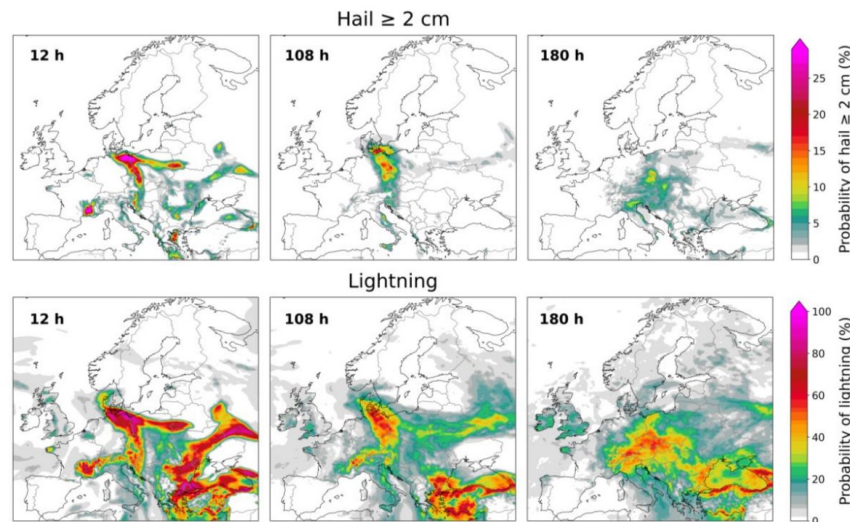 Hail ≥ 2 cm
12 h
108 h
180 h
25
20
15
10
5
0
Probability of hail ≥ 2 cm (%)
Lightning
12 h
108 h
180 h
100
80
60
40
20
0
Probability of lightning (%)